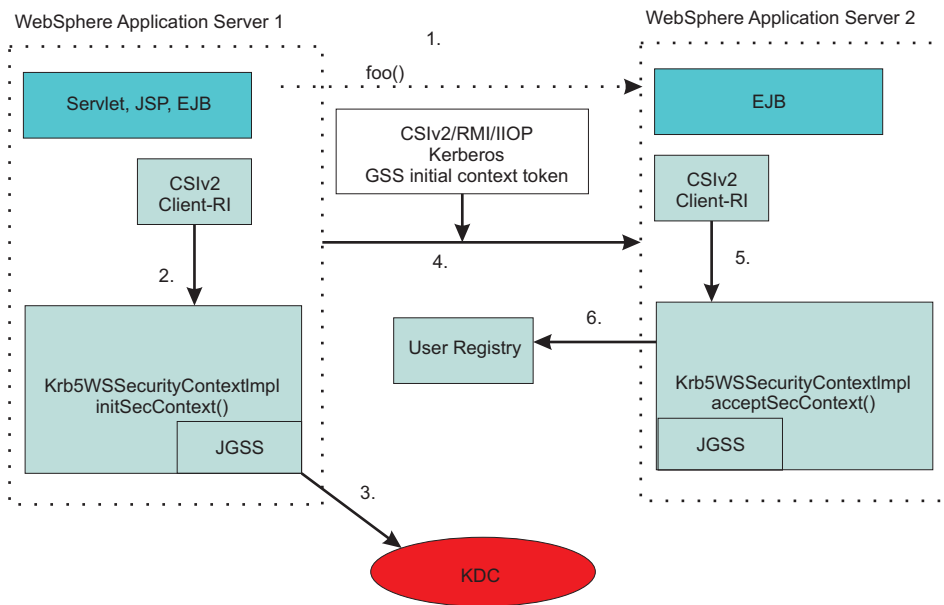 WebSphere Application Server 1
WebSphere Application Server 2
1.
foo()
Servlet, JSP, EJB
EJB
CSIv2/RMI/IIOP
Kerberos
GSS initial context token
CSIv2
Client-RI
CSIv2
Client-RI
2.
4.
5.
6.
User Registry
Krb5WSSecurityContextImpl
initSecContext()
JGSS
Krb5WSSecurityContextImpl
acceptSecContext()
JGSS
3.
KDC